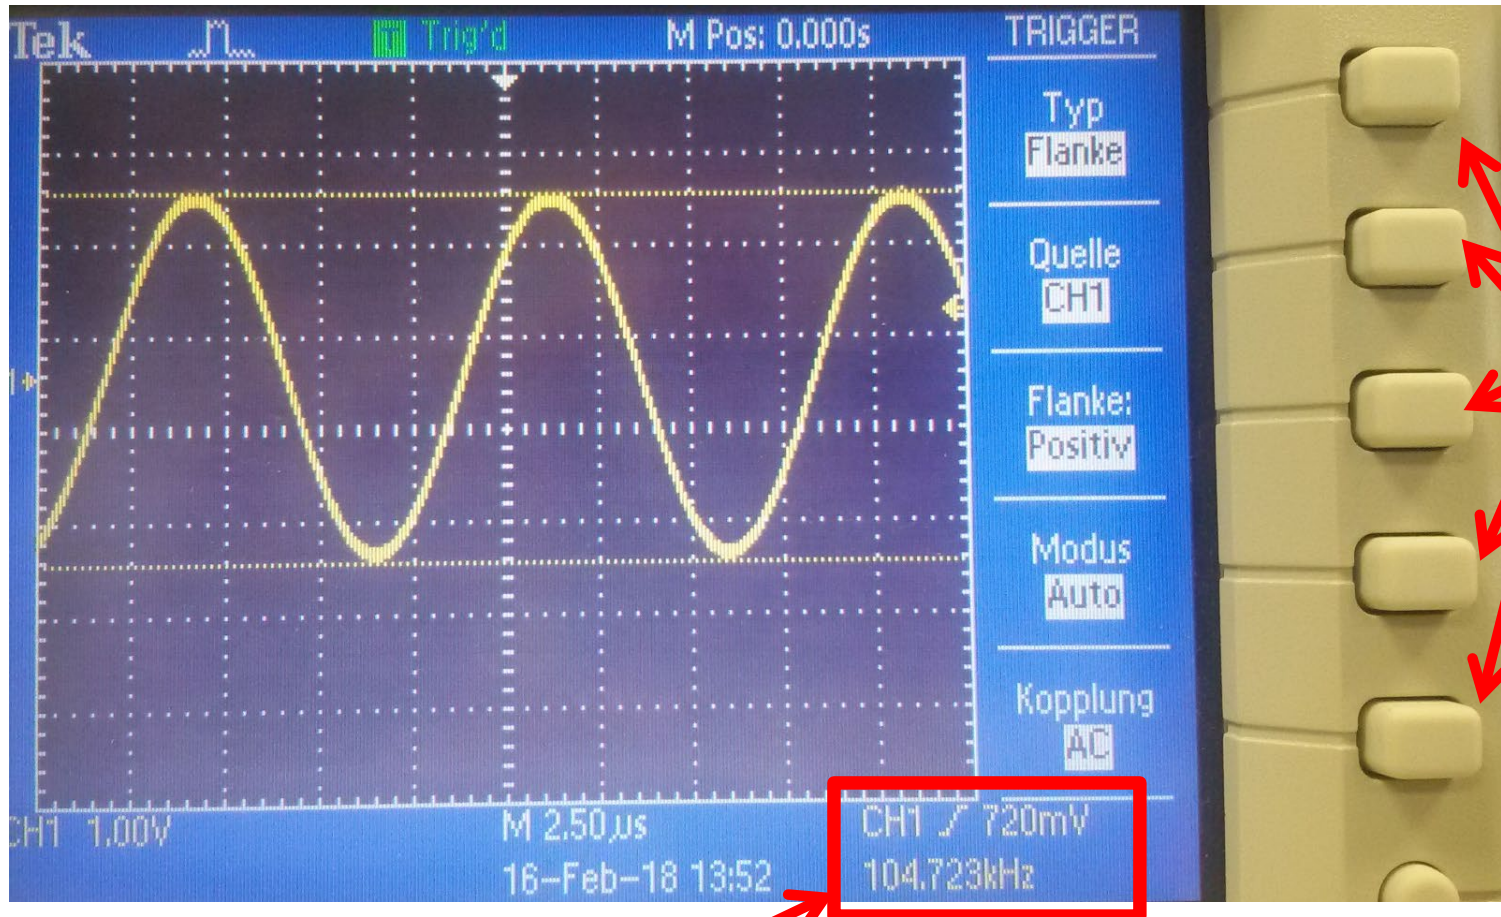 Tek
T Trig'd
M Pos: 0.000s
TRIGGER
Typ
Flanke
Quelle
CH1
Flanke:
Positiv
Modus
Auto
Kopplung
AC
1
CH1 1.00V
M 2.50µs
CH1 720mV
16-Feb-18 13:52
104.723kHz